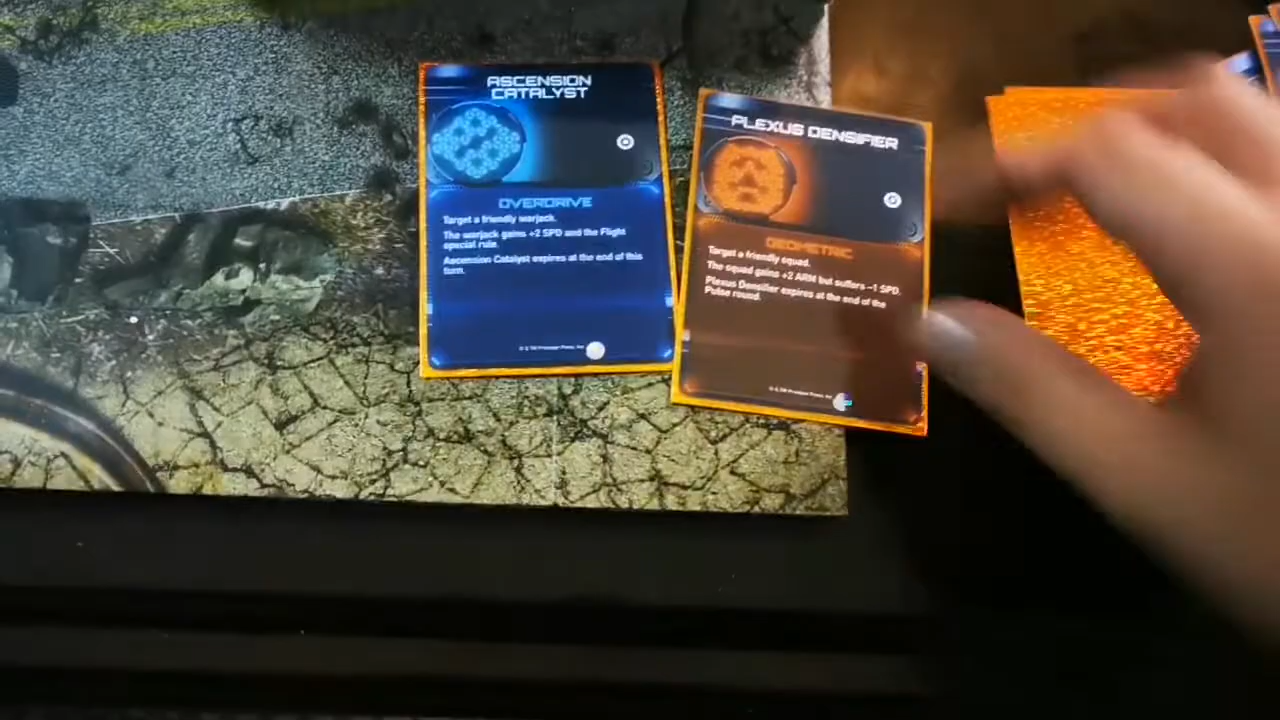 ASCENSION
CATALYST
OVERDRIVE
Target a friendly warjack.
The warjack gains +2 SPD and the Flight
special rule.
Ascension Catalyst expires at the end of this
turn.
PLEXUS DENSIFIER
GEOMETRIC
Target a friendly squad.
The squad gains +2 ARM but suffers -1 SPD.
Plexus Densifier expires at the end of the
Pulse round.